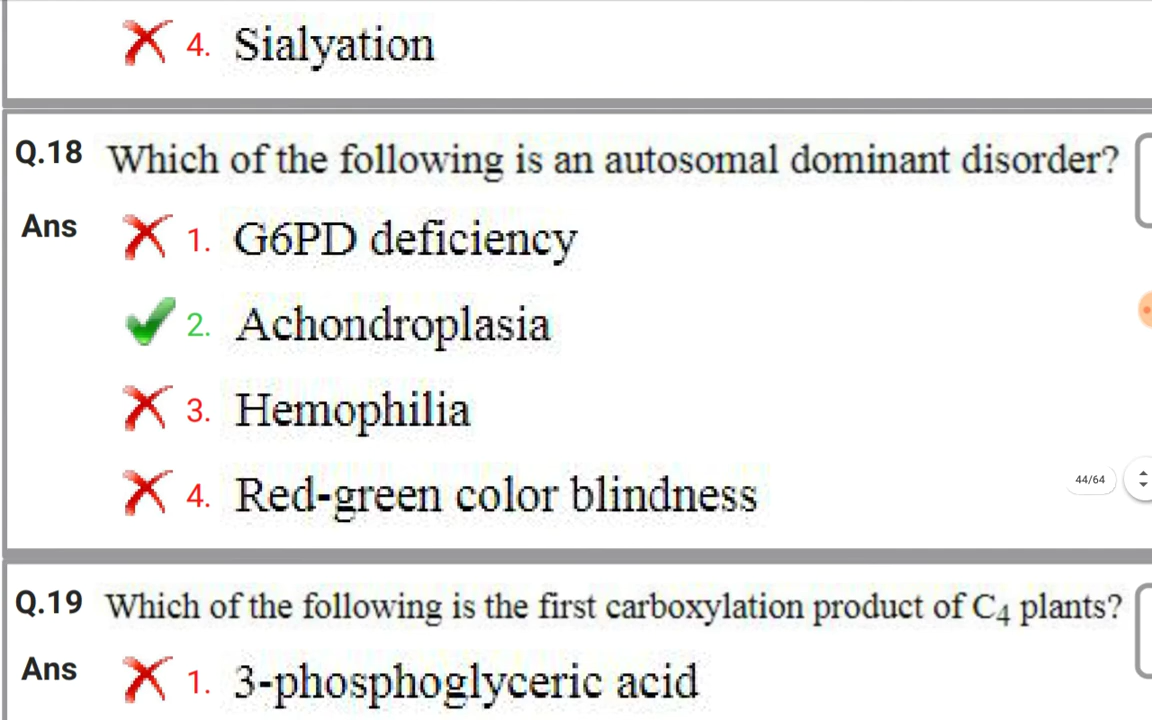 4. Sialyation
Q.18 Which of the following is an autosomal dominant disorder?
Ans 1. G6PD deficiency
2. Achondroplasia
3. Hemophilia
4. Red-green color blindness
44/64
Q.19 Which of the following is the first carboxylation product of C₄ plants?
Ans 1. 3-phosphoglyceric acid